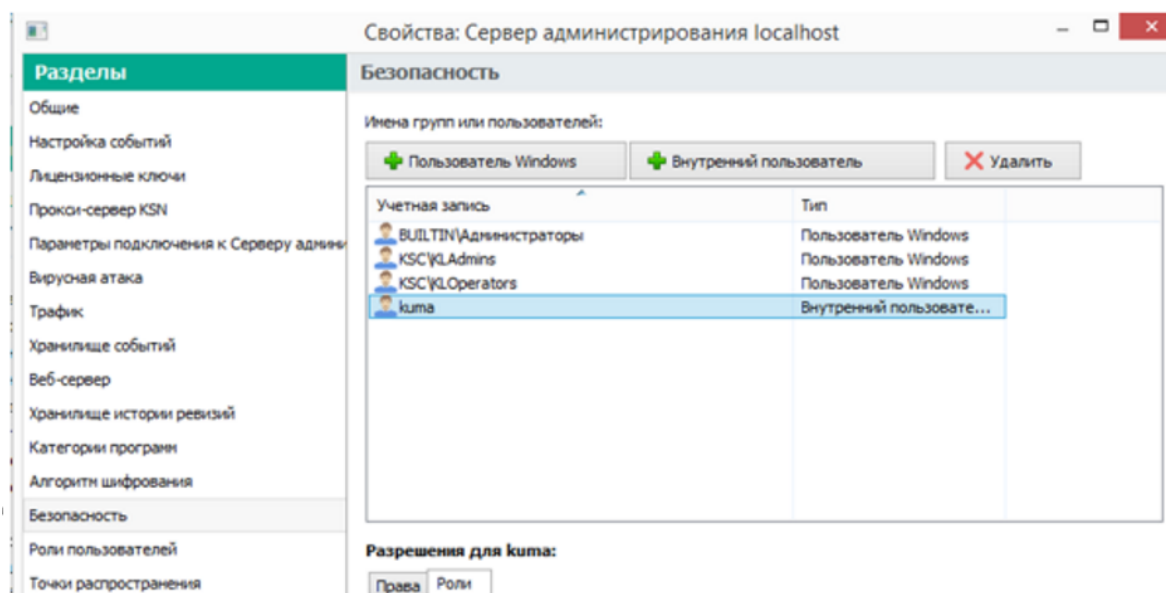 Свойства: Сервер администрирования localhost
Разделы
Безопасность
Общие
Настройка событий
Лицензионные ключи
Прокси-сервер KSN
Параметры подключения к Серверу админи
Вирусная атака
Трафик
Хранилище событий
Веб-сервер
Хранилище истории ревизий
Категории программ
Алгоритм шифрования
Безопасность
Роли пользователей
Точки распространения
Имена групп или пользователей:
Пользователь Windows
Внутренний пользователь
Удалить
Учетная запись Тип
BUILTIN\Администраторы Пользователь Windows
KSC\KLAdmins Пользователь Windows
KSC\KLOperators Пользователь Windows
kuma Внутренний пользовате...
Разрешения для kuma:
Права Роли